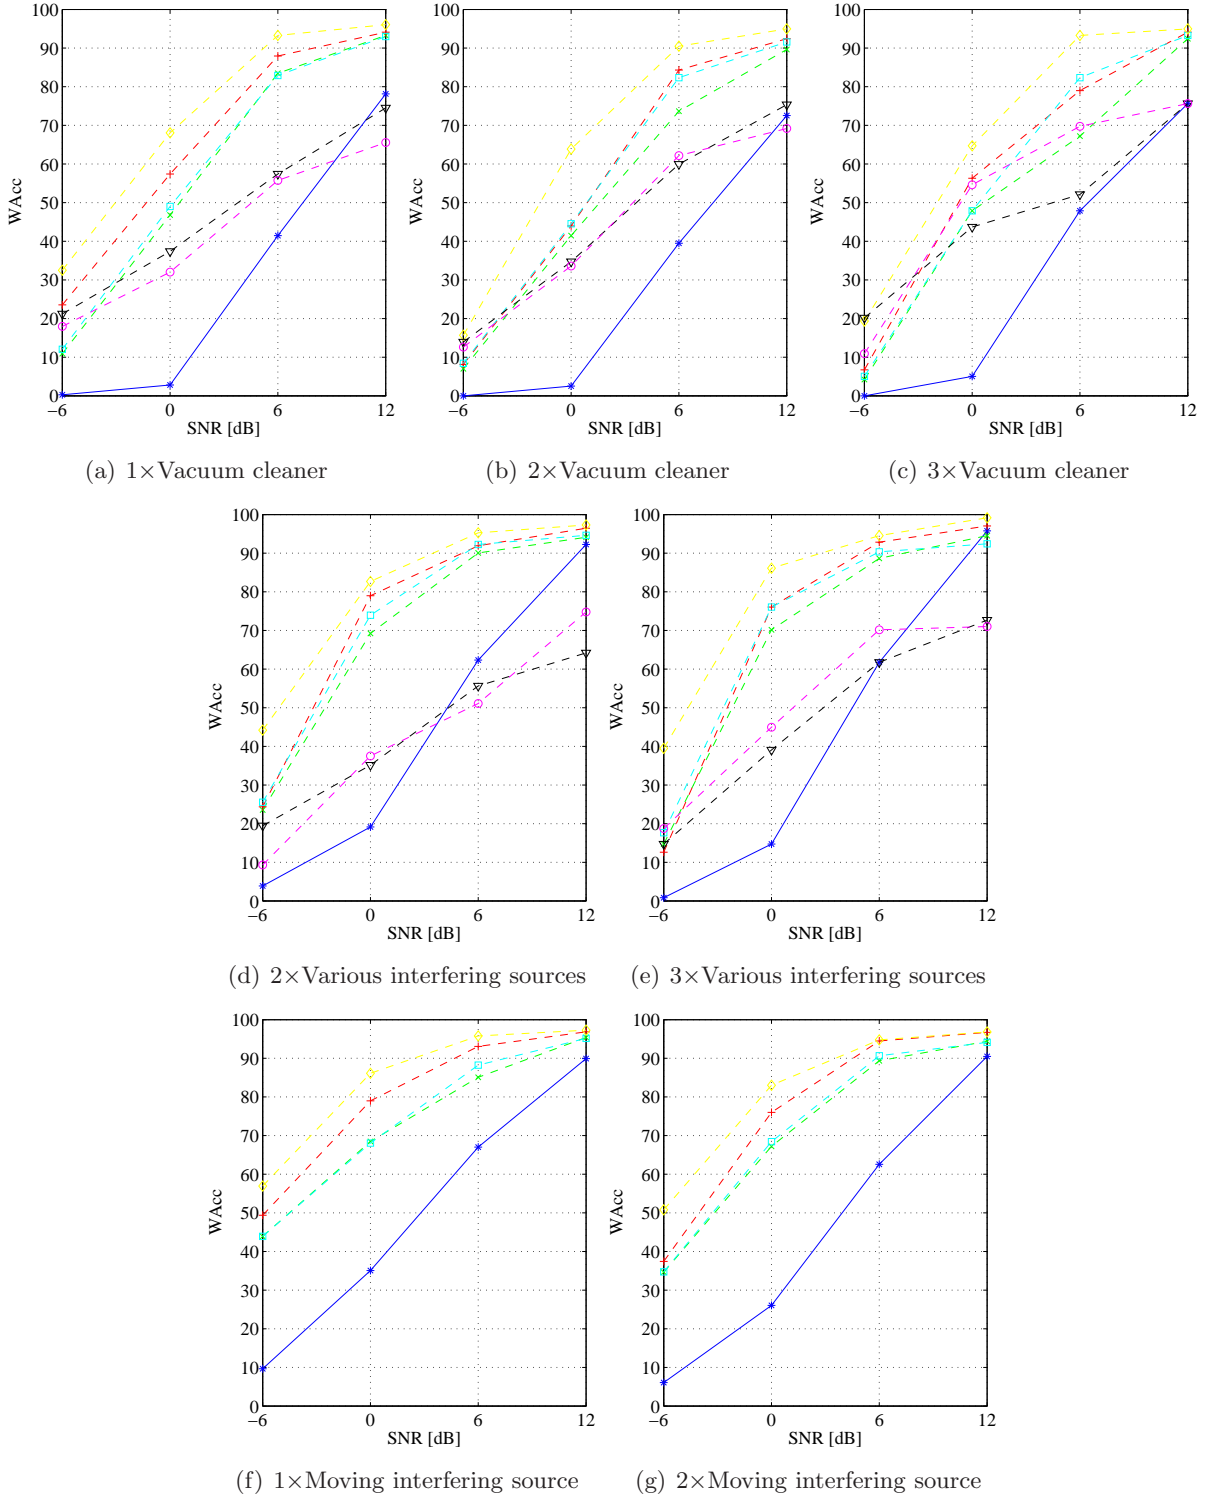 100
90
80
70
60
50
40
30
20
10
0
WAcc
−6 0 6 12
SNR [dB]
(a) 1×Vacuum cleaner
100
90
80
70
60
50
40
30
20
10
0
WAcc
−6 0 6 12
SNR [dB]
(b) 2×Vacuum cleaner
100
90
80
70
60
50
40
30
20
10
0
WAcc
−6 0 6 12
SNR [dB]
(c) 3×Vacuum cleaner
100
90
80
70
60
50
40
30
20
10
0
WAcc
−6 0 6 12
SNR [dB]
(d) 2×Various interfering sources
100
90
80
70
60
50
40
30
20
10
0
WAcc
−6 0 6 12
SNR [dB]
(e) 3×Various interfering sources
100
90
80
70
60
50
40
30
20
10
0
WAcc
−6 0 6 12
SNR [dB]
(f) 1×Moving interfering source
100
90
80
70
60
50
40
30
20
10
0
WAcc
−6 0 6 12
SNR [dB]
(g) 2×Moving interfering source